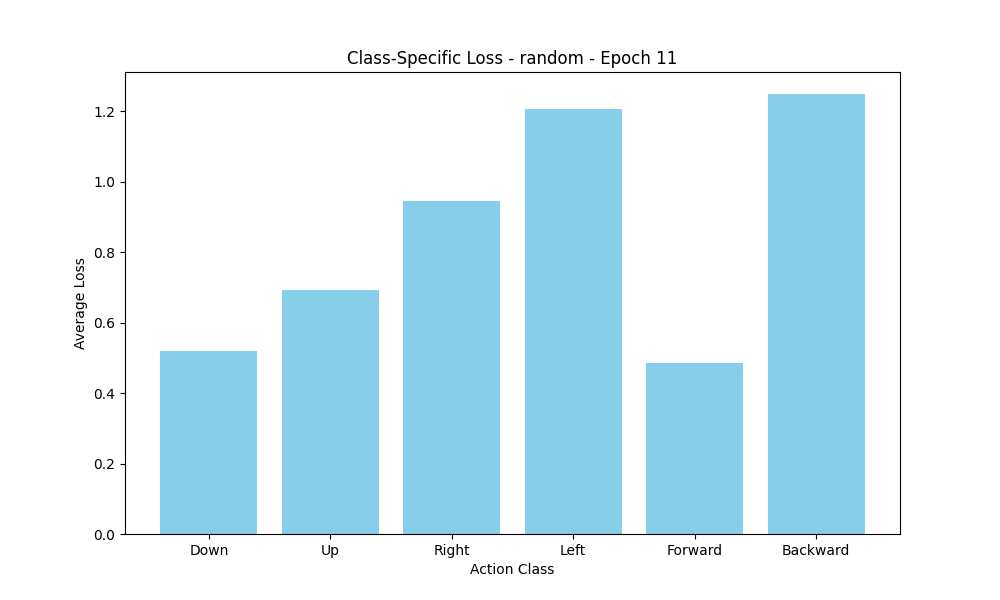 Class-Specific Loss - random - Epoch 11
Average Loss
1.2
1.0
0.8
0.6
0.4
0.2
0.0
Down Up Right Left Forward Backward
Action Class